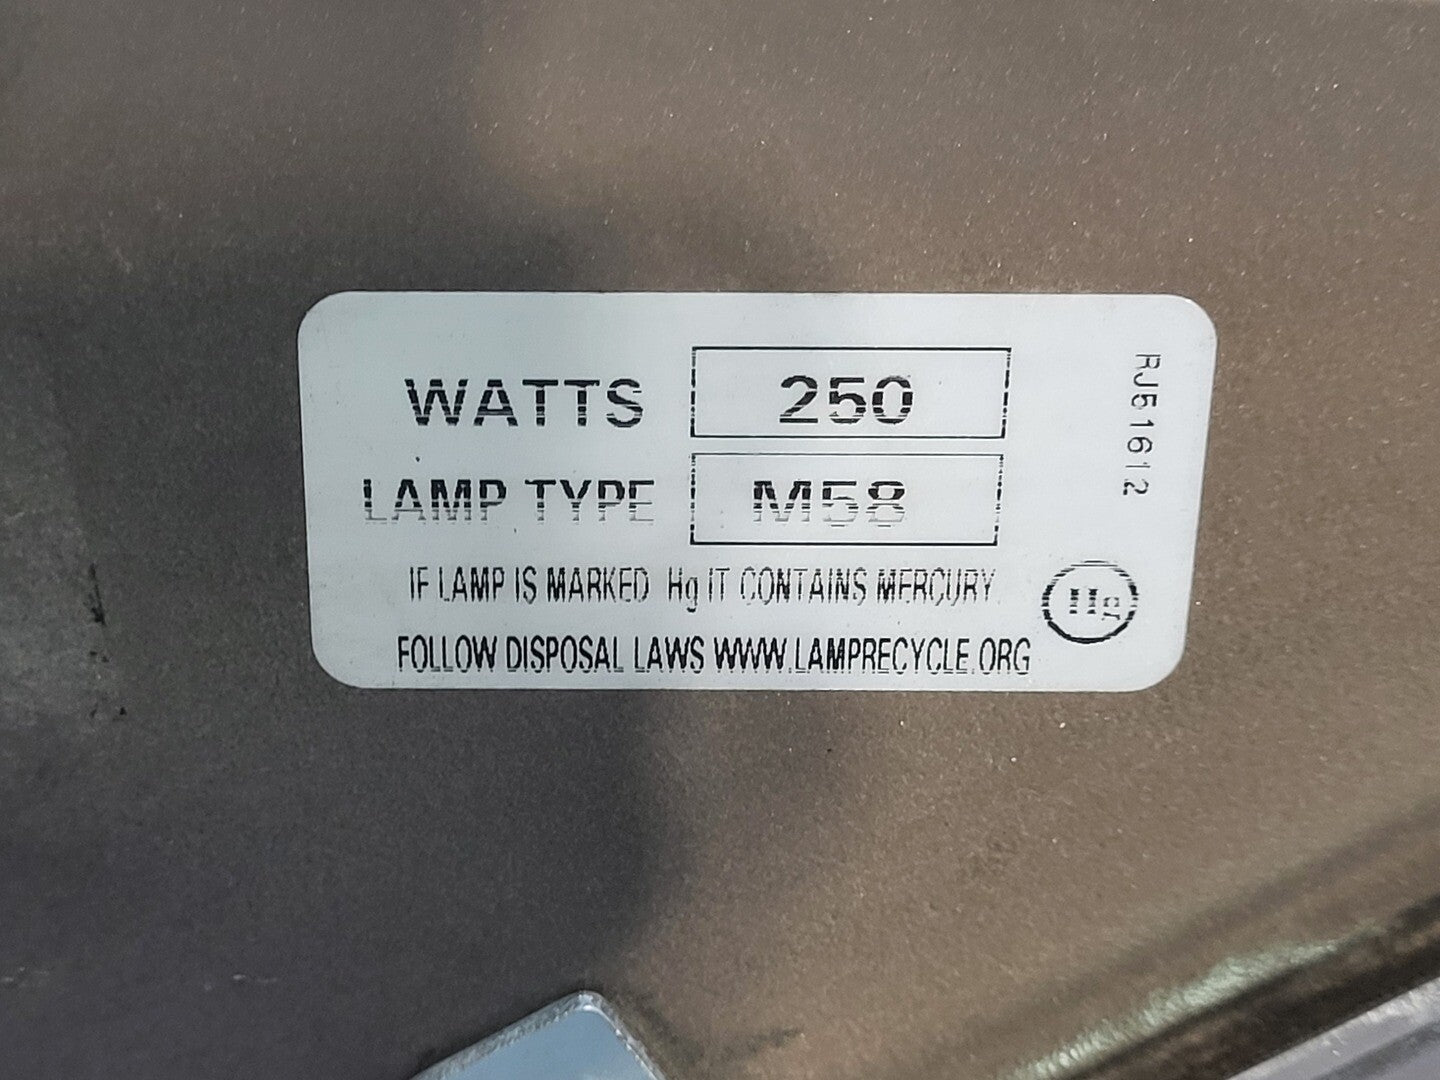 WATTS 250
LAMP TYPE M58
IF LAMP IS MARKED Hg IT CONTAINS MERCURY
FOLLOW DISPOSAL LAWS WWW.LAMPRECYCLE.ORG
RJ51612